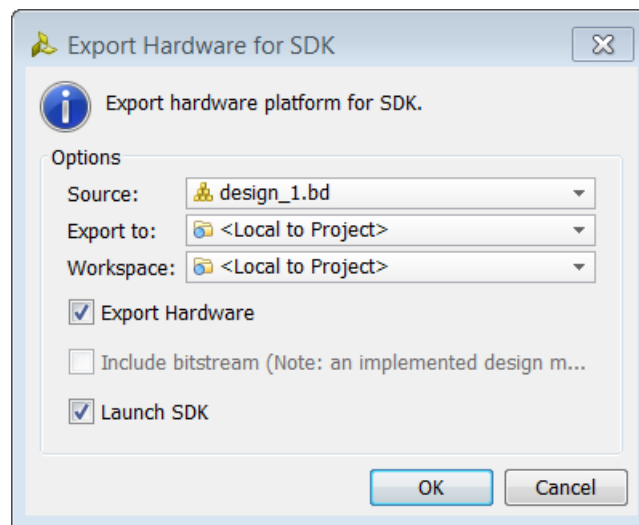 Export Hardware for SDK
Export hardware platform for SDK.
Options
Source: design_1.bd
Export to: <Local to Project>
Workspace: <Local to Project>
Export Hardware
Include bitstream (Note: an implemented design m...
Launch SDK
OK Cancel